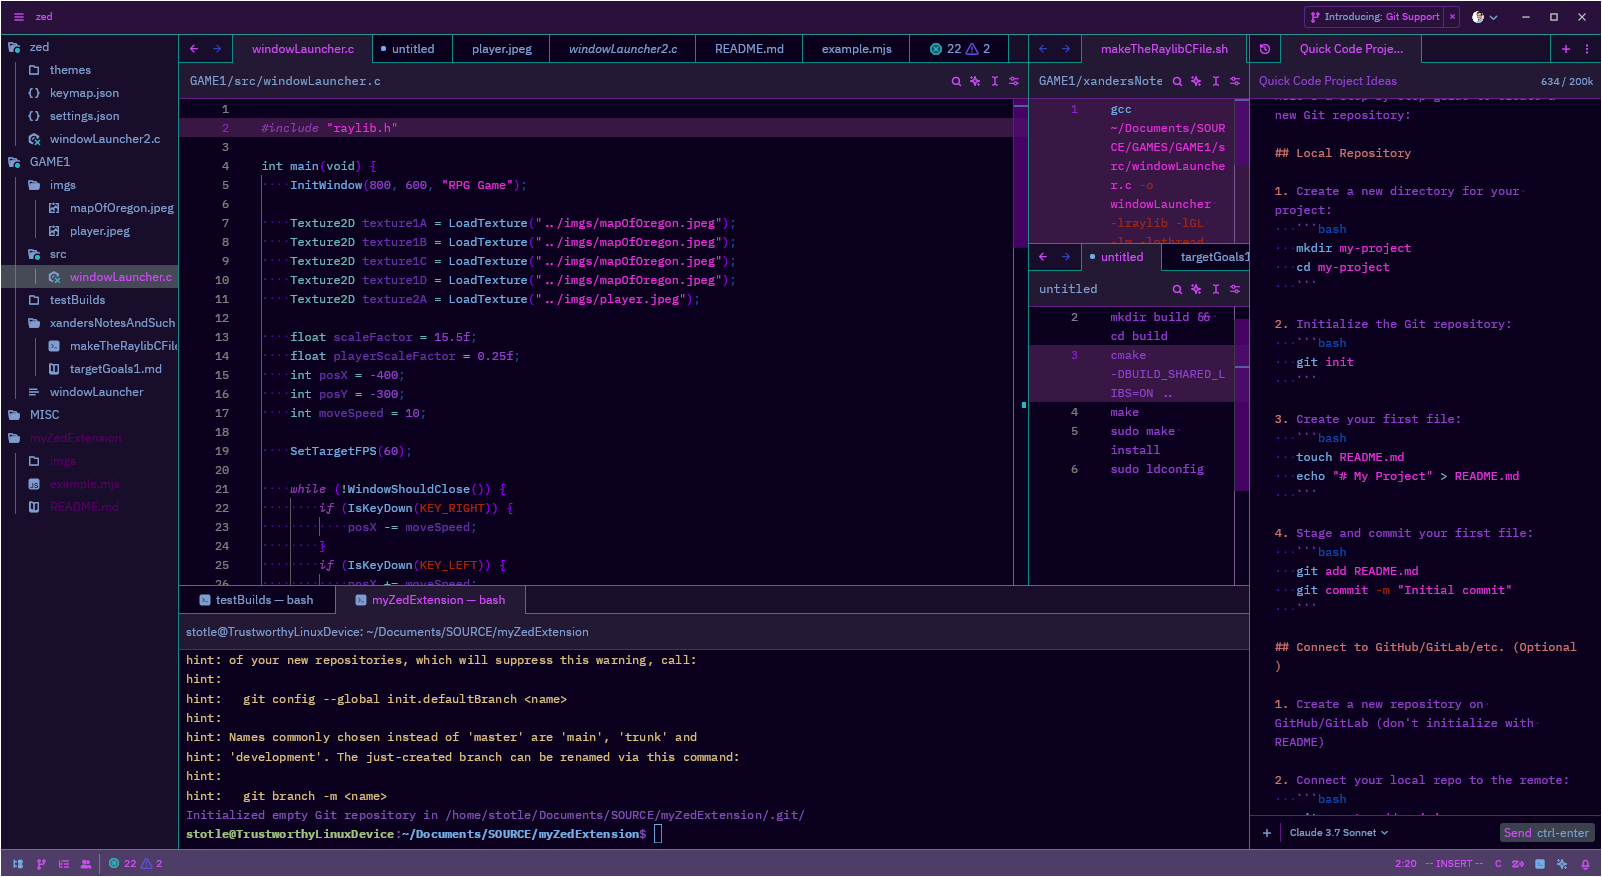 zed
Introducing: Git Support
zed
themes
keymap.json
settings.json
windowLauncher2.c
GAME1
imgs
mapOfOregon.jpeg
player.jpeg
src
windowLauncher.c
testBuilds
xandersNotesAndSuch
makeTheRaylibCFile
targetGoals1.md
windowLauncher
MISC
myZedExtension
imgs
example.mjs
README.md
windowLauncher.c
untitled
player.jpeg
windowLauncher2.c
README.md
example.mjs
22 2
GAME1/src/windowLauncher.c
1
2 #include "raylib.h"
3
4 int main(void) {
5 ····InitWindow(800, 600, "RPG Game");
6
7 ····Texture2D texture1A = LoadTexture("../imgs/mapOfOregon.jpeg");
8 ····Texture2D texture1B = LoadTexture("../imgs/mapOfOregon.jpeg");
9 ····Texture2D texture1C = LoadTexture("../imgs/mapOfOregon.jpeg");
10 ····Texture2D texture1D = LoadTexture("../imgs/mapOfOregon.jpeg");
11 ····Texture2D texture2A = LoadTexture("../imgs/player.jpeg");
12
13 ····float scaleFactor = 15.5f;
14 ····float playerScaleFactor = 0.25f;
15 ····int posX = -400;
16 ····int posY = -300;
17 ····int moveSpeed = 10;
18
19 ····SetTargetFPS(60);
20
21 ····while (!WindowShouldClose()) {
22 ········if (IsKeyDown(KEY_RIGHT)) {
23 ············posX -= moveSpeed;
24 ········}
25 ········if (IsKeyDown(KEY_LEFT)) {
26 ············posX += moveSpeed;
makeTheRaylibCFile.sh
GAME1/xandersNote
1 gcc
~/Documents/SOUR
CE/GAMES/GAME1/s
rc/windowLaunche
r.c -o
windowLauncher
-lraylib -lGL
-lm -lpthread
untitled
targetGoals1
untitled
2 mkdir build &&
cd build
3 cmake
-DBUILD_SHARED_L
IBS=ON ..
4 make
5 sudo make
install
6 sudo ldconfig
Quick Code Proje...
Quick Code Project Ideas
634 / 200k
new Git repository:
## Local Repository
1. Create a new directory for your
project:
···```bash
···mkdir my-project
···cd my-project
···```
2. Initialize the Git repository:
···```bash
···git init
···```
3. Create your first file:
···```bash
···touch README.md
···echo "# My Project" > README.md
···```
4. Stage and commit your first file:
···```bash
···git add README.md
···git commit -m "Initial commit"
···```
## Connect to GitHub/GitLab/etc. (Optional
)
1. Create a new repository on
GitHub/GitLab (don't initialize with
README)
2. Connect your local repo to the remote:
···```bash
Claude 3.7 Sonnet
Send ctrl-enter
testBuilds — bash
myZedExtension — bash
stotle@TrustworthyLinuxDevice: ~/Documents/SOURCE/myZedExtension
hint: of your new repositories, which will suppress this warning, call:
hint:
hint:   git config --global init.defaultBranch <name>
hint:
hint: Names commonly chosen instead of 'master' are 'main', 'trunk' and
hint: 'development'. The just-created branch can be renamed via this command:
hint:
hint:   git branch -m <name>
Initialized empty Git repository in /home/stotle/Documents/SOURCE/myZedExtension/.git/
stotle@TrustworthyLinuxDevice:~/Documents/SOURCE/myZedExtension$
22 2
2:20 -- INSERT -- C